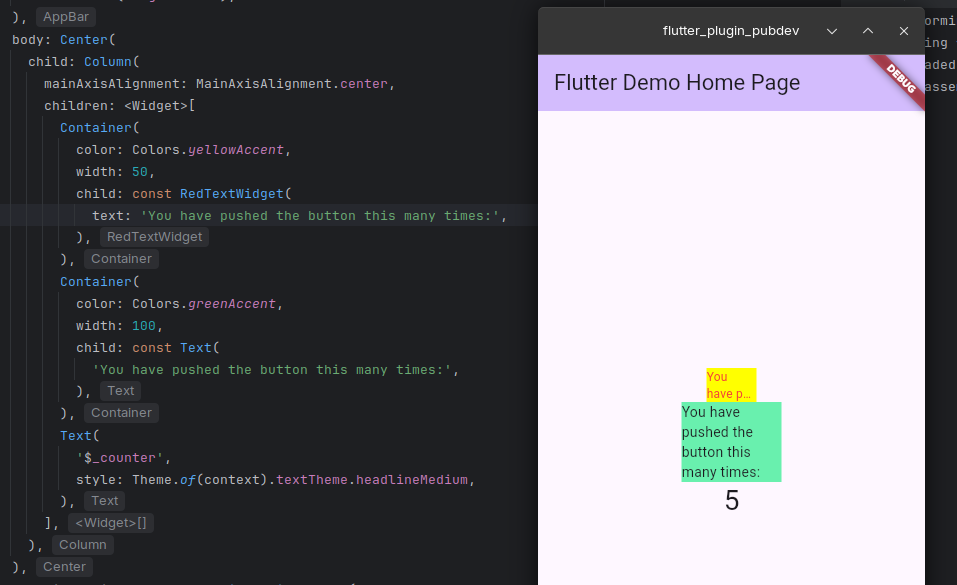 ), AppBar
body: Center(
child: Column(
mainAxisAlignment: MainAxisAlignment.center,
children: <Widget>[
Container(
color: Colors.yellowAccent,
width: 50,
child: const RedTextWidget(
text: 'You have pushed the button this many times:',
), RedTextWidget
), Container
Container(
color: Colors.greenAccent,
width: 100,
child: const Text(
'You have pushed the button this many times:',
), Text
), Container
Text(
'$_counter',
style: Theme.of(context).textTheme.headlineMedium,
), Text
], <Widget>[]
), Column
), Center
flutter_plugin_pubdev
Flutter Demo Home Page
DEBUG
You
have p...
You have
pushed the
button this
many times:
5